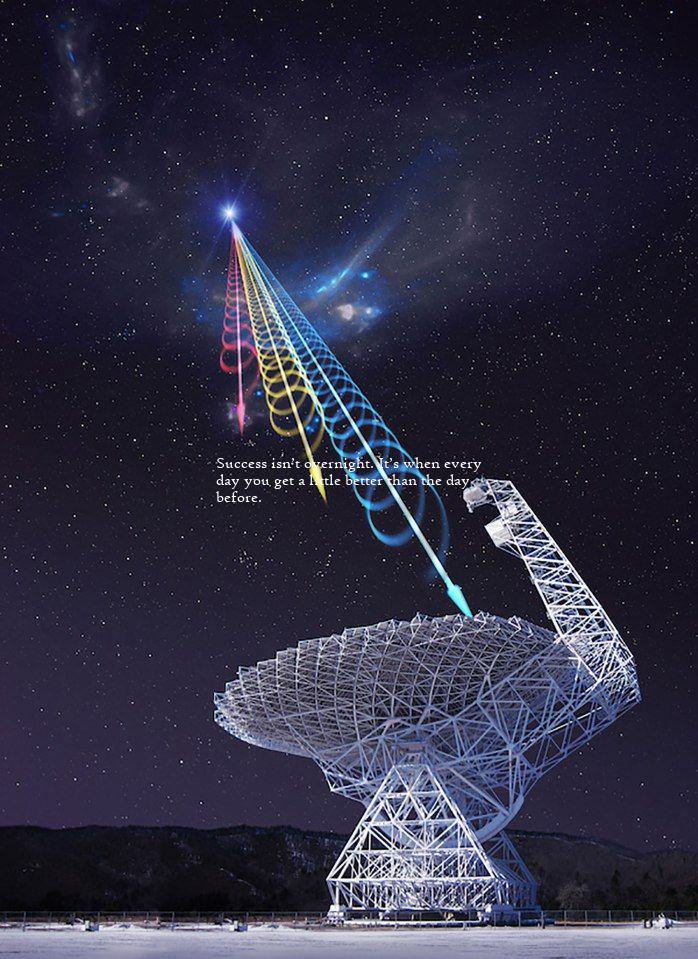 Success isn't overnight. It's when every
day you get a little better than the day
before.